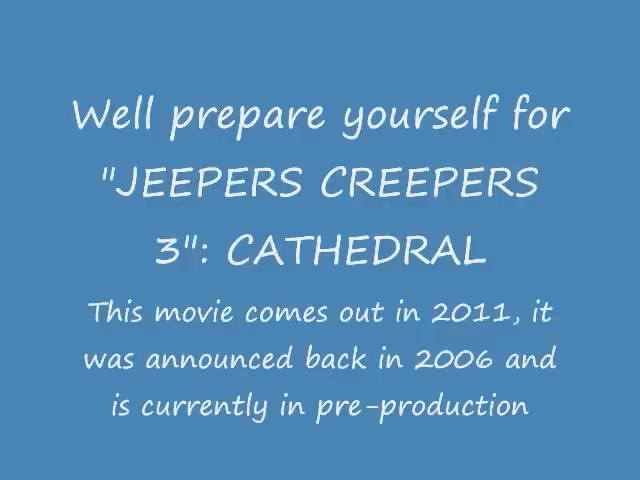 Well prepare yourself for
"JEEPERS CREEPERS
3": CATHEDRAL
This movie comes out in 2011, it
was announced back in 2006 and
is currently in pre-production